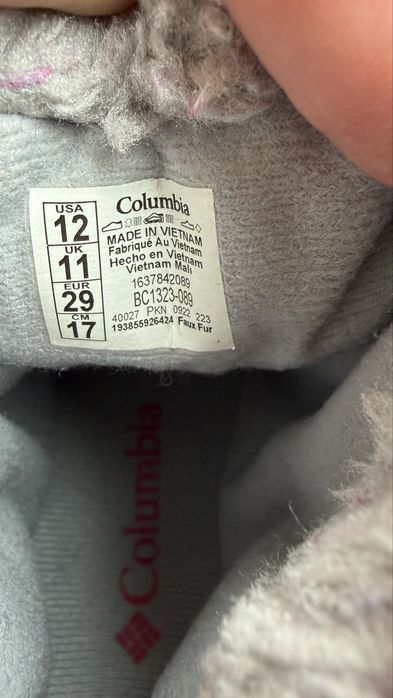 USA
12
UK
11
EUR
29
CM
17
Columbia
MADE IN VIETNAM
Fabriqué Au Vietnam
Hecho en Vietnam
Vietnam Malı
1637842089
BC1323-089
40027 PKN 0922 223
193855926424 Faux Fur
Columbia